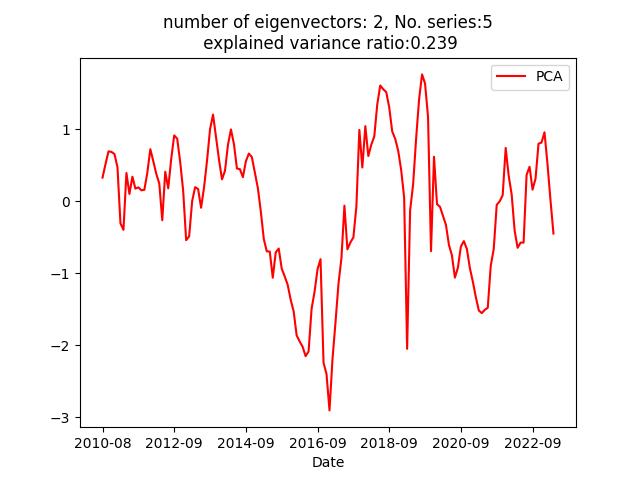 number of eigenvectors: 2, No. series:5
explained variance ratio:0.239
PCA
1
0
−1
−2
−3
2010-08 2012-09 2014-09 2016-09 2018-09 2020-09 2022-09
Date